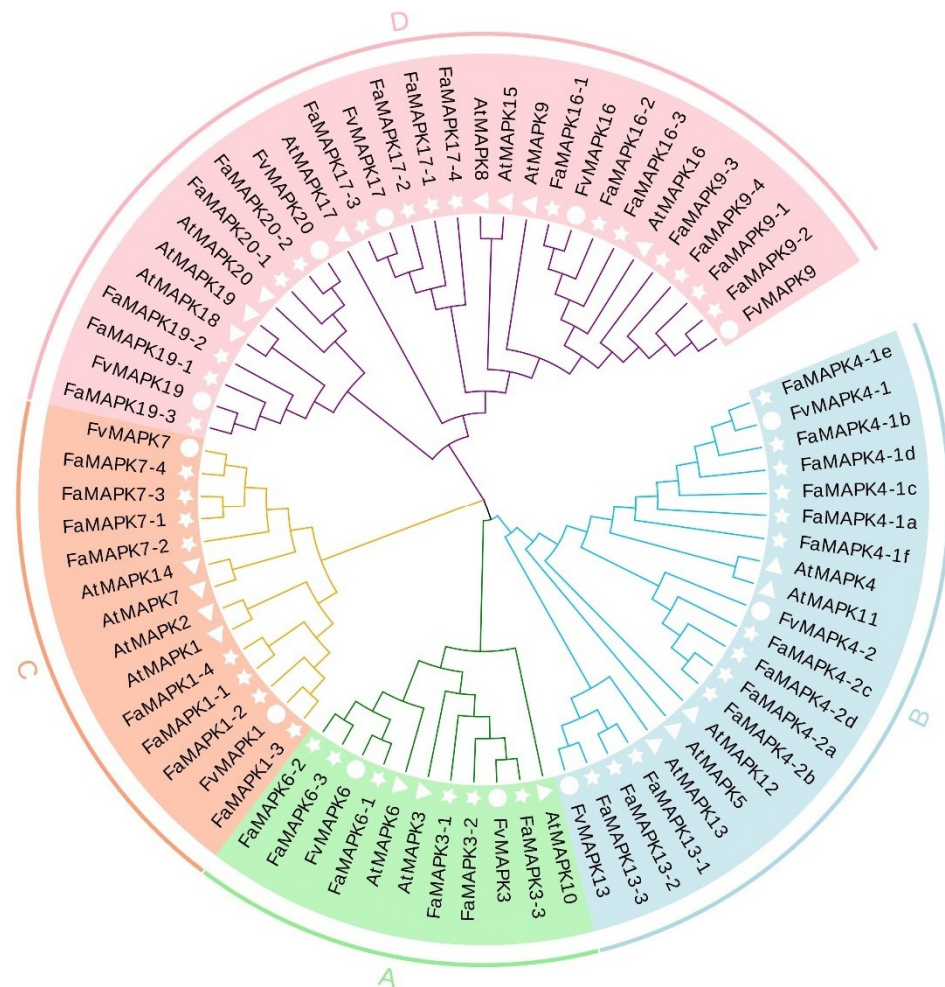 D
FaMAPK19-3
FvMAPK19
FaMAPK19-1
FaMAPK19-2
AtMAPK18
AtMAPK19
AtMAPK20
FaMAPK20-1
FaMAPK20-2
FvMAPK20
AtMAPK17
FaMAPK17-3
FvMAPK17
FaMAPK17-2
FaMAPK17-1
FaMAPK17-4
AtMAPK8
AtMAPK15
AtMAPK9
FaMAPK16-1
FvMAPK16
FaMAPK16-2
FaMAPK16-3
AtMAPK16
FaMAPK9-3
FaMAPK9-4
FaMAPK9-1
FaMAPK9-2
FvMAPK9
FaMAPK4-1e
FvMAPK4-1
FaMAPK4-1b
FaMAPK4-1d
FaMAPK4-1c
FaMAPK4-1a
FaMAPK4-1f
AtMAPK4
AtMAPK11
FvMAPK4-2
FaMAPK4-2c
FaMAPK4-2d
FaMAPK4-2a
FaMAPK4-2b
AtMAPK12
AtMAPK5
AtMAPK13
FaMAPK13-1
FaMAPK13-2
FaMAPK13-3
FvMAPK13
B
AtMAPK10
FaMAPK3-3
FvMAPK3
FaMAPK3-2
FaMAPK3-1
AtMAPK3
AtMAPK6
FaMAPK6-1
FvMAPK6
FaMAPK6-3
FaMAPK6-2
A
FaMAPK1-3
FvMAPK1
FaMAPK1-2
FaMAPK1-1
FaMAPK1-4
AtMAPK1
AtMAPK2
AtMAPK7
AtMAPK14
FaMAPK7-2
FaMAPK7-1
FaMAPK7-3
FaMAPK7-4
FvMAPK7
C